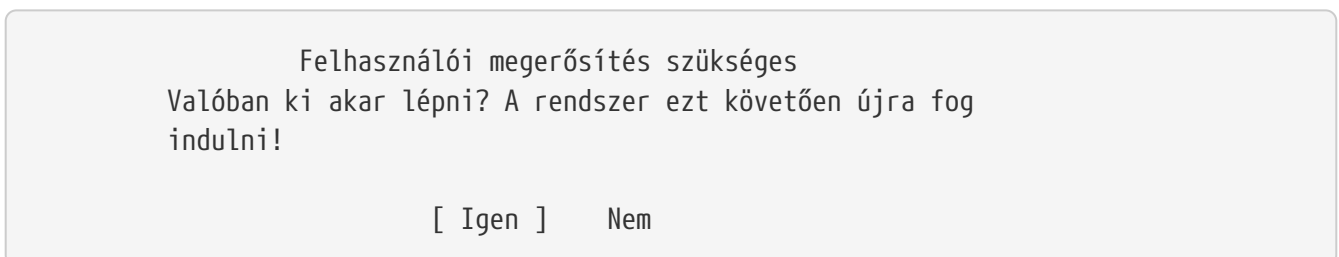 Felhasználói megerősítés szükséges
Valóban ki akar lépni? A rendszer ezt követően újra fog
indulni!
[ Igen ] Nem